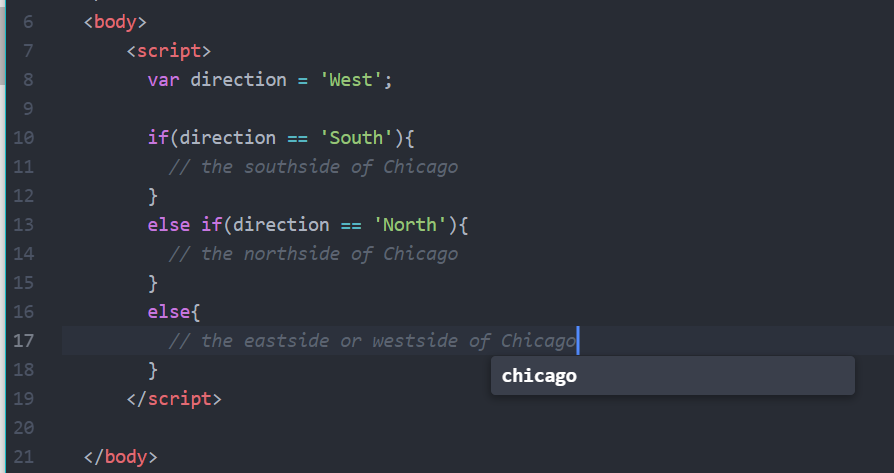 6 <body>
7 <script>
8 var direction = 'West';
9
10 if(direction == 'South'){
11 // the southside of Chicago
12 }
13 else if(direction == 'North'){
14 // the northside of Chicago
15 }
16 else{
17 // the eastside or westside of Chicago
chicago
18 }
19 </script>
20
21 </body>